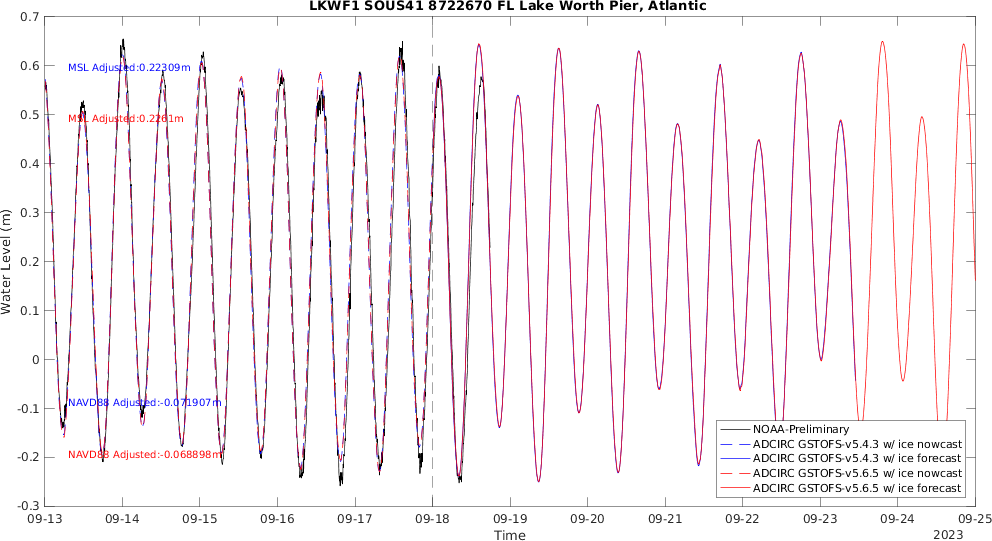 LKWF1 SOUS41 8722670 FL Lake Worth Pier, Atlantic
0.7
0.6
0.5
0.4
0.3
0.2
0.1
0
-0.1
-0.2
-0.3
Water Level (m)
MSL Adjusted:0.22309m
MSL Adjusted:0.2261m
NAVD88 Adjusted:-0.071907m
NAVD88 Adjusted:-0.068898m
NOAA-Preliminary
ADCIRC GSTOFS-v5.4.3 w/ ice nowcast
ADCIRC GSTOFS-v5.4.3 w/ ice forecast
ADCIRC GSTOFS-v5.6.5 w/ ice nowcast
ADCIRC GSTOFS-v5.6.5 w/ ice forecast
09-13 09-14 09-15 09-16 09-17 09-18 09-19 09-20 09-21 09-22 09-23 09-24 09-25
Time
2023